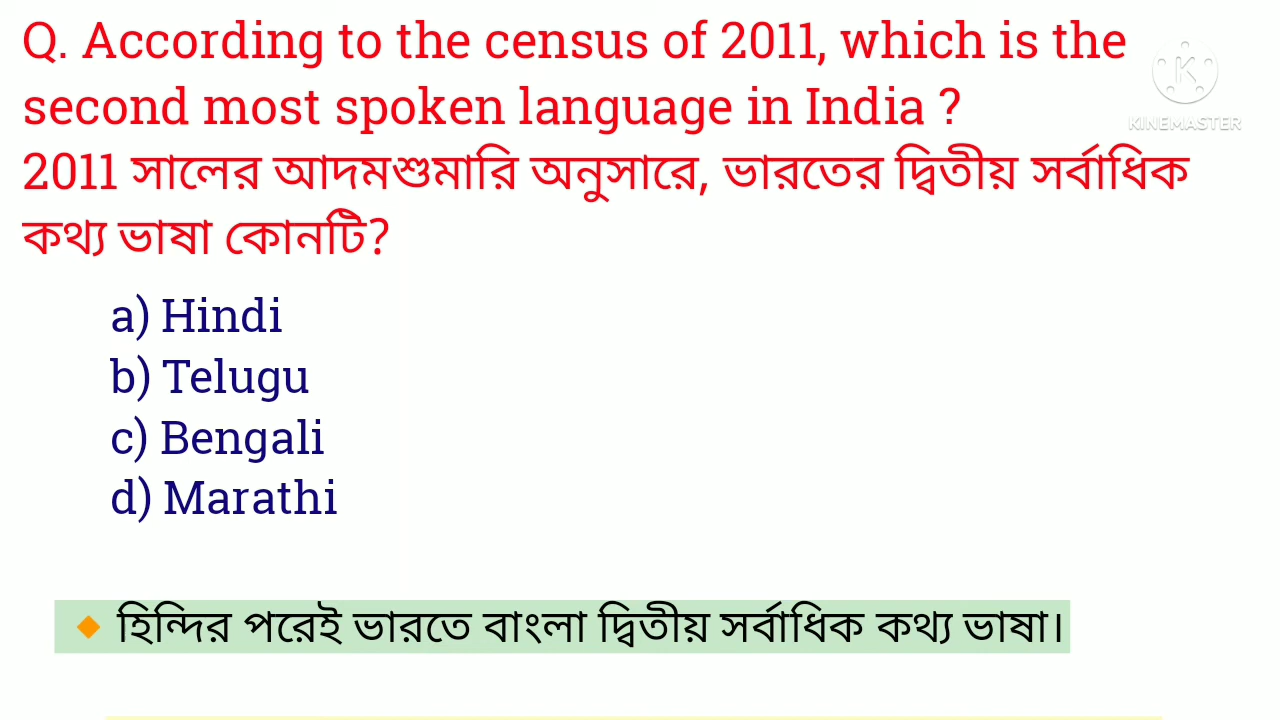 Q. According to the census of 2011, which is the
second most spoken language in India ?
2011 সালের আদমশুমারি অনুসারে, ভারতের দ্বিতীয় সর্বাধিক
কথ্য ভাষা কোনটি?
a) Hindi
b) Telugu
c) Bengali
d) Marathi
🔸 হিন্দির পরেই ভারতে বাংলা দ্বিতীয় সর্বাধিক কথ্য ভাষা।
K
KINEMASTER